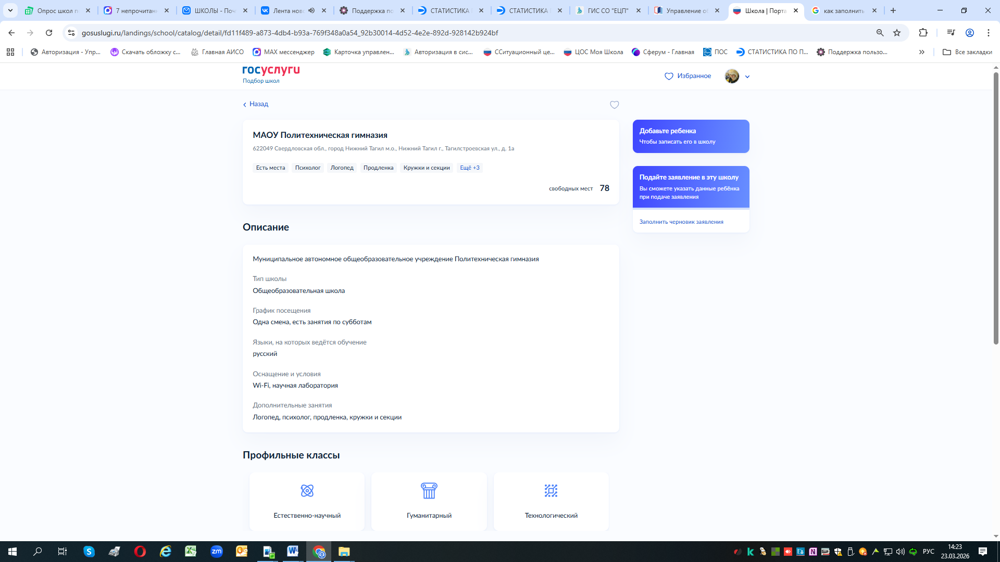 Опрос школ п
7 непрочитанн
ШКОЛЫ - Поч
Лента ново
Поддержка по
СТАТИСТИКА
СТАТИСТИКА
ГИС СО "ЕЦП"
Управление об
Школа | Порта
как заполнить
gosuslugi.ru/landings/school/catalog/detail/fd11f489-a873-4db4-b93a-769f348a0a54_92b30014-4d52-4e2e-892d-928142b924bf
Авторизация - Упр...
Скачать обложку с...
Главная АИСО
MAX мессенджер
Карточка управлен...
Авторизация в сис...
ССитуационный це...
ЦОС Моя Школа
Сферум - Главная
ПОС
СТАТИСТИКА ПО П...
Поддержка пользо...
Все закладки
госуслуги
Подбор школ
Избранное
Назад
МАОУ Политехническая гимназия
622049 Свердловская обл., город Нижний Тагил м.о., Нижний Тагил г., Тагилстроевская ул., д. 1а
Есть места
Психолог
Логопед
Продленка
Кружки и секции
Ещё +3
свободных мест 78
Добавьте ребенка
Чтобы записать его в школу
Подайте заявление в эту школу
Вы сможете указать данные ребёнка
при подаче заявления
Заполнить черновик заявления
Описание
Муниципальное автономное общеобразовательное учреждение Политехническая гимназия
Тип школы
Общеобразовательная школа
График посещения
Одна смена, есть занятия по субботам
Языки, на которых ведётся обучение
русский
Оснащение и условия
Wi-Fi, научная лаборатория
Дополнительные занятия
Логопед, психолог, продленка, кружки и секции
Профильные классы
Естественно-научный
Гуманитарный
Технологический
РУС
14:23
23.03.2026